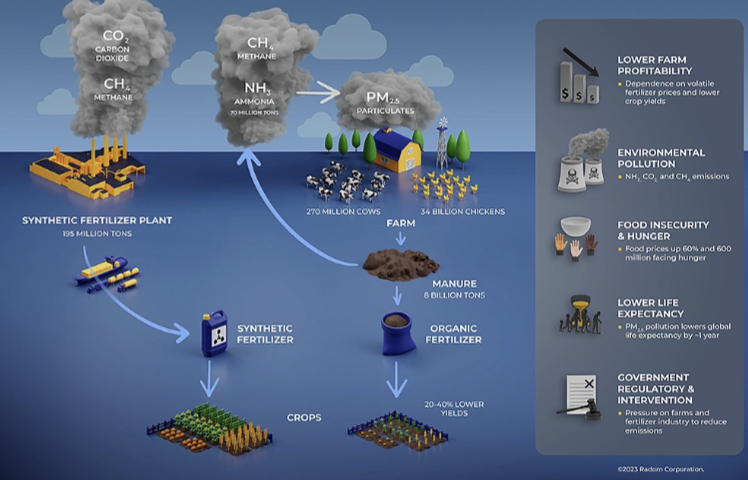 CO2
CARBON
DIOXIDE
CH4
METHANE
CH4
METHANE
NH3
AMMONIA
70 MILLION TONS
PM2.5
PARTICULATES
SYNTHETIC FERTILIZER PLANT
195 MILLION TONS
270 MILLION COWS
34 BILLION CHICKENS
FARM
MANURE
8 BILLION TONS
SYNTHETIC
FERTILIZER
ORGANIC
FERTILIZER
CROPS
20-40% LOWER
YIELDS
$ $ $
LOWER FARM
PROFITABILITY
Dependence on volatile
fertilizer prices and lower
crop yields
ENVIRONMENTAL
POLLUTION
NH3, CO2 and CH4 emissions
FOOD INSECURITY
& HUNGER
Food prices up 60% and 600
million facing hunger
LOWER LIFE
EXPECTANCY
PM2.5 pollution lowers global
life expectancy by ~1 year
GOVERNMENT
REGULATORY &
INTERVENTION
Pressure on farms and
fertilizer industry to reduce
emissions
©2023 Radom Corporation.